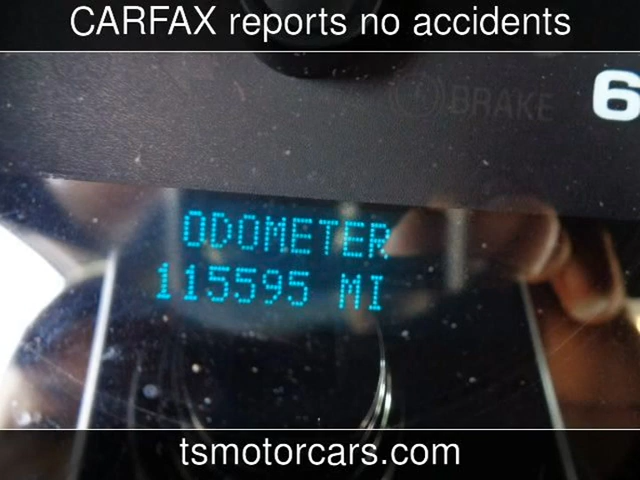 CARFAX reports no accidents
BRAKE
6
ODOMETER
115595 MI
tsmotorcars.com